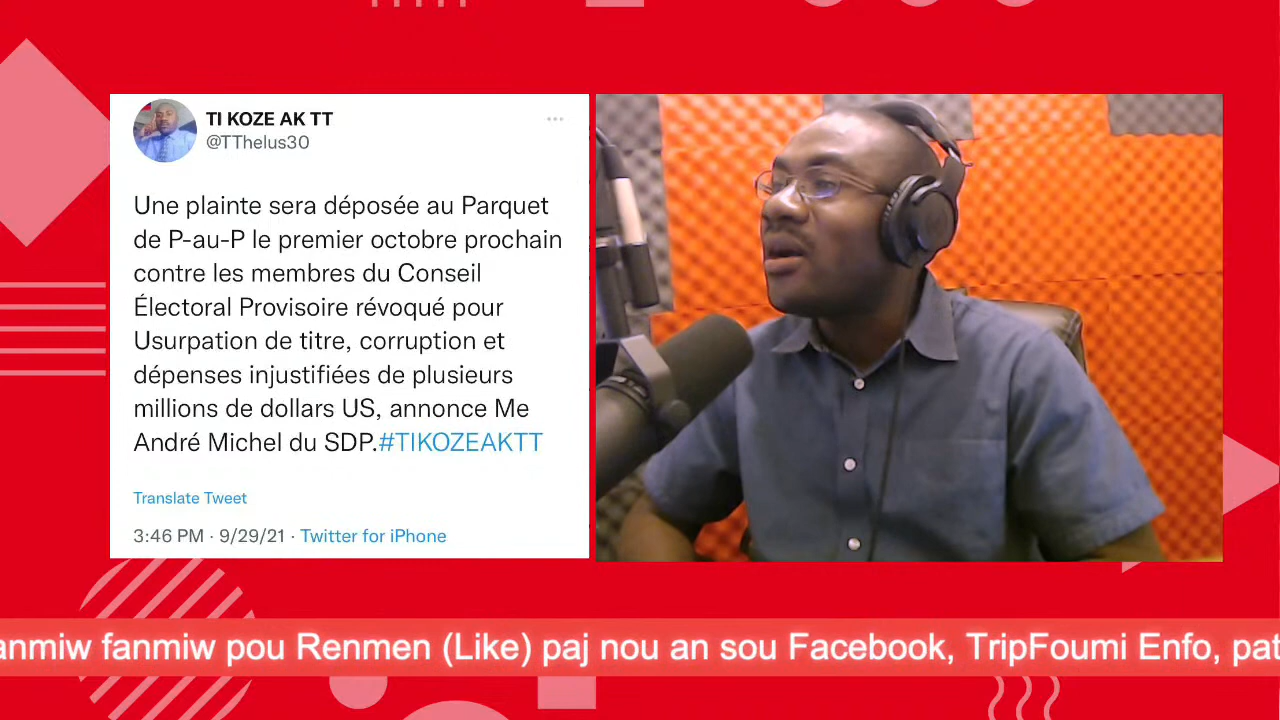 TI KOZE AK TT
@TThelus30
Une plainte sera déposée au Parquet
de P-au-P le premier octobre prochain
contre les membres du Conseil
Électoral Provisoire révoqué pour
Usurpation de titre, corruption et
dépenses injustifiées de plusieurs
millions de dollars US, annonce Me
André Michel du SDP.#TIKOZEAKTT
Translate Tweet
3:46 PM · 9/29/21 · Twitter for iPhone
anmiw fanmiw pou Renmen (Like) paj nou an sou Facebook, TripFoumi Enfo, pat